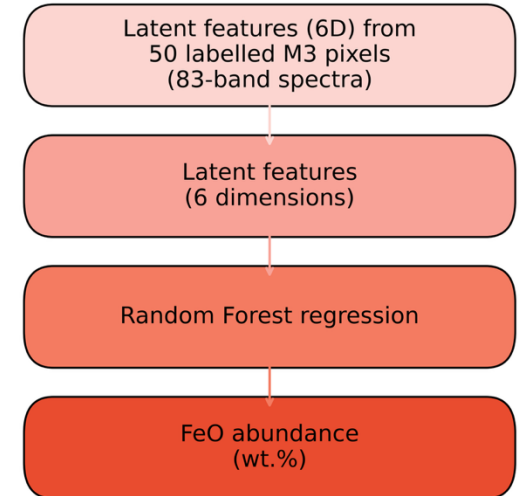 Latent features (6D) from
50 labelled M3 pixels
(83-band spectra)
Latent features
(6 dimensions)
Random Forest regression
FeO abundance
(wt.%)